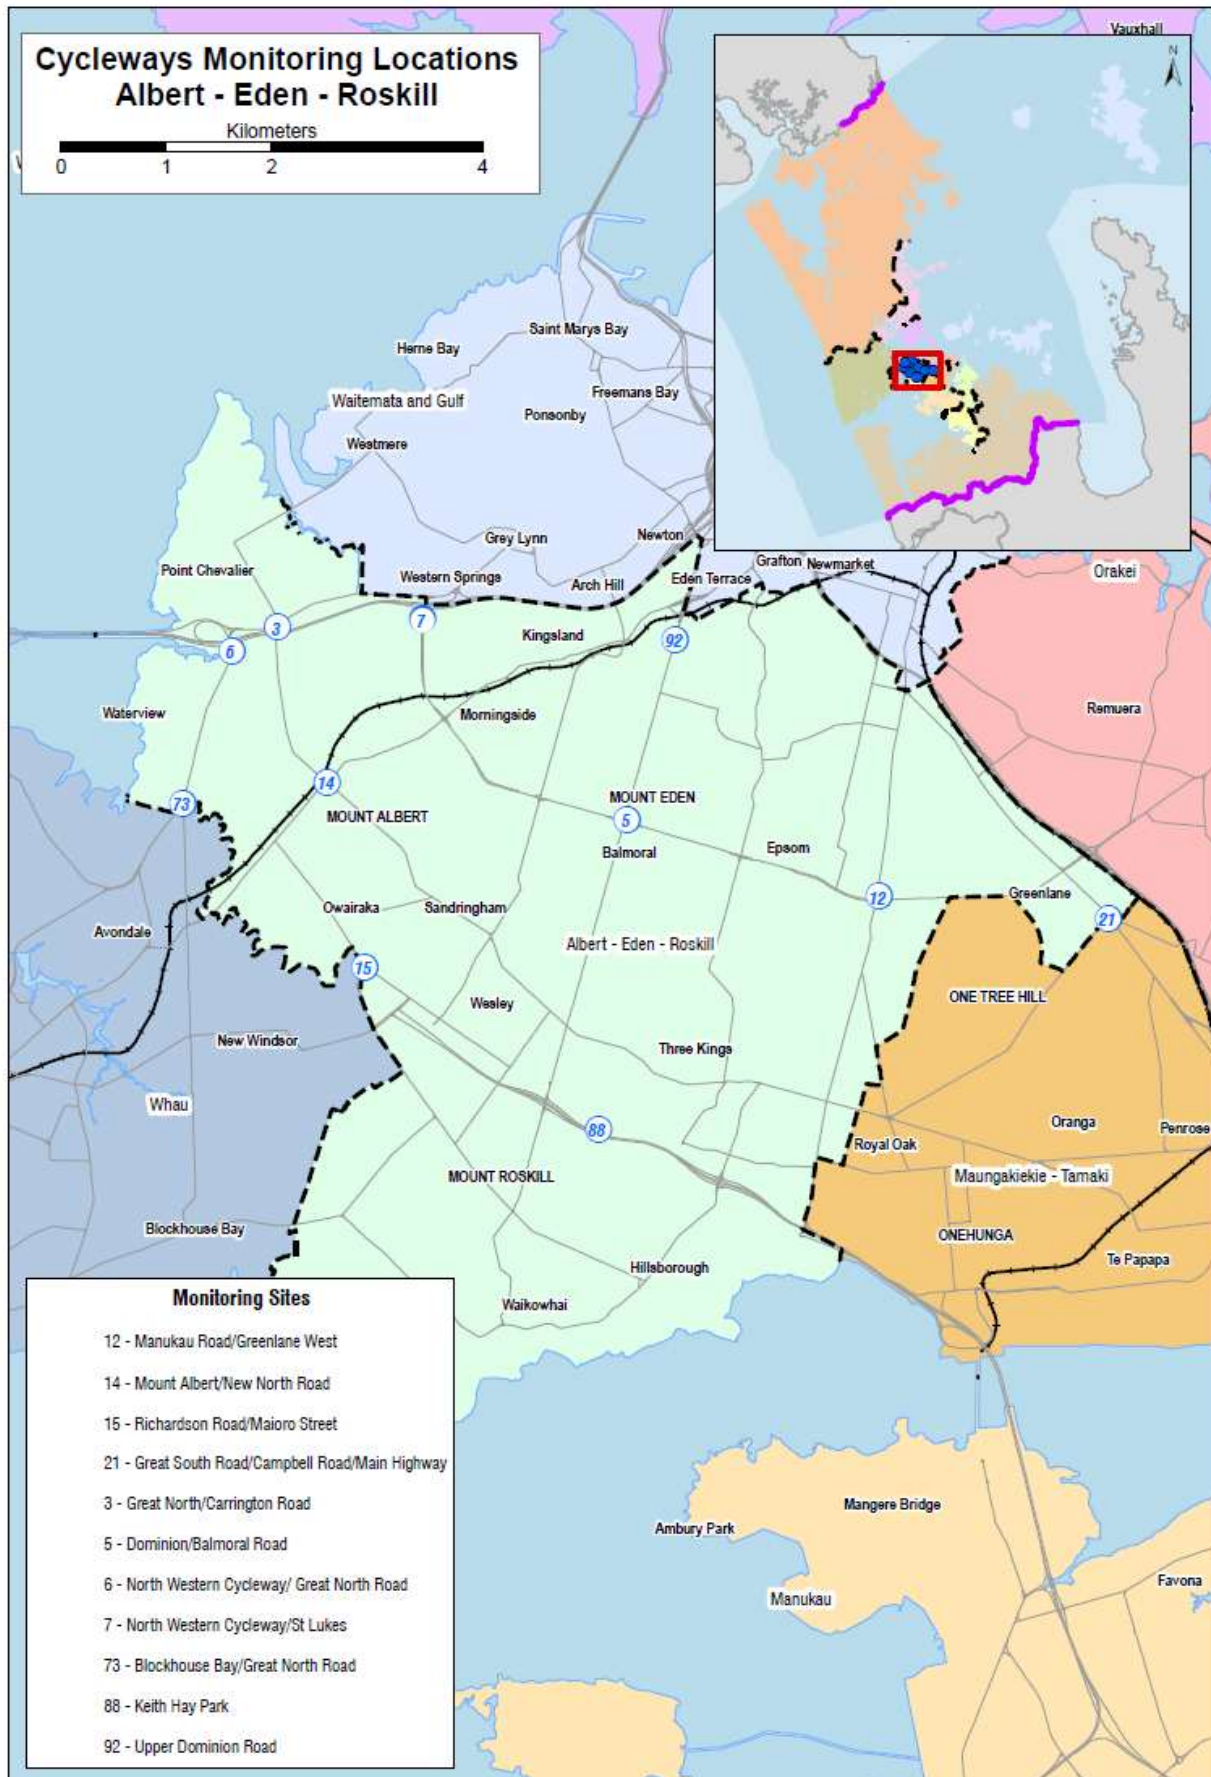 Cycleways Monitoring Locations
Albert - Eden - Roskill
Kilometers
0 1 2 4
Vauxhall
N
Saint Marys Bay
Herne Bay
Freemans Bay
Waitemata and Gulf
Ponsonby
Westmere
Grey Lynn
Newton
Point Chevalier
Western Springs
Arch Hill
Eden Terrace
Grafton
Newmarket
Orakei
3
7
6
Kingsland
92
Waterview
Morningside
Remuera
14
73
MOUNT ALBERT
MOUNT EDEN
5
Balmoral
Epsom
12
Greenlane
21
Avondale
Owairaka
Sandringham
Albert - Eden - Roskill
15
Wesley
ONE TREE HILL
New Windsor
Three Kings
Whau
88
Oranga
Penrose
Royal Oak
MOUNT ROSKILL
Maungakiekie - Tamaki
Blockhouse Bay
ONEHUNGA
Te Papapa
Hillsborough
Waikowhai
Monitoring Sites
12 - Manukau Road/Greenlane West
14 - Mount Albert/New North Road
15 - Richardson Road/Maioro Street
21 - Great South Road/Campbell Road/Main Highway
3 - Great North/Carrington Road
5 - Dominion/Balmoral Road
6 - North Western Cycleway/ Great North Road
7 - North Western Cycleway/St Lukes
73 - Blockhouse Bay/Great North Road
88 - Keith Hay Park
92 - Upper Dominion Road
Mangere Bridge
Ambury Park
Favona
Manukau